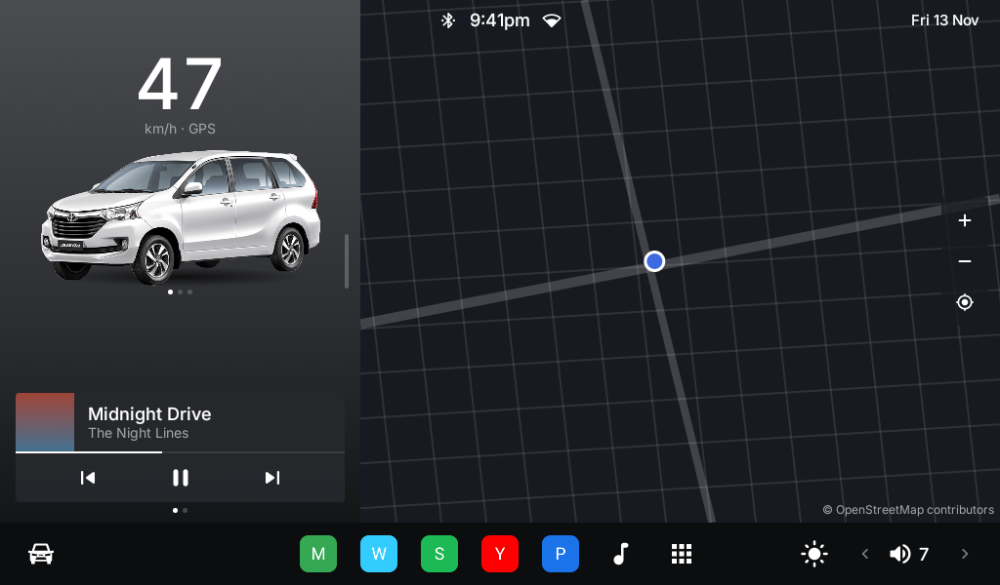 9:41pm
Fri 13 Nov
47
km/h · GPS
Midnight Drive
The Night Lines
© OpenStreetMap contributors
M
W
S
Y
P
7